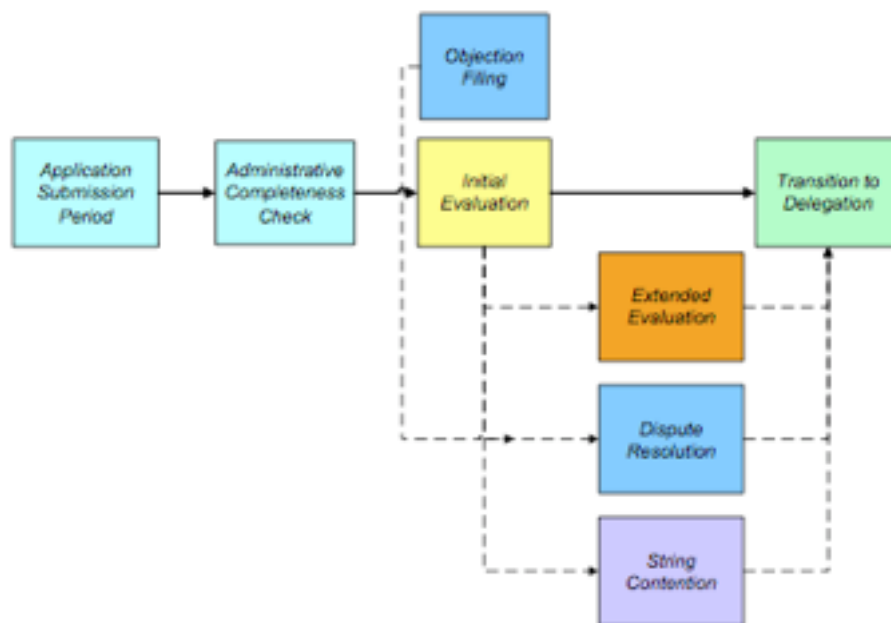 Objection
Filing
Application
Submission
Period
Administrative
Completeness
Check
Initial
Evaluation
Transition to
Delegation
Extended
Evaluation
Dispute
Resolution
String
Contention